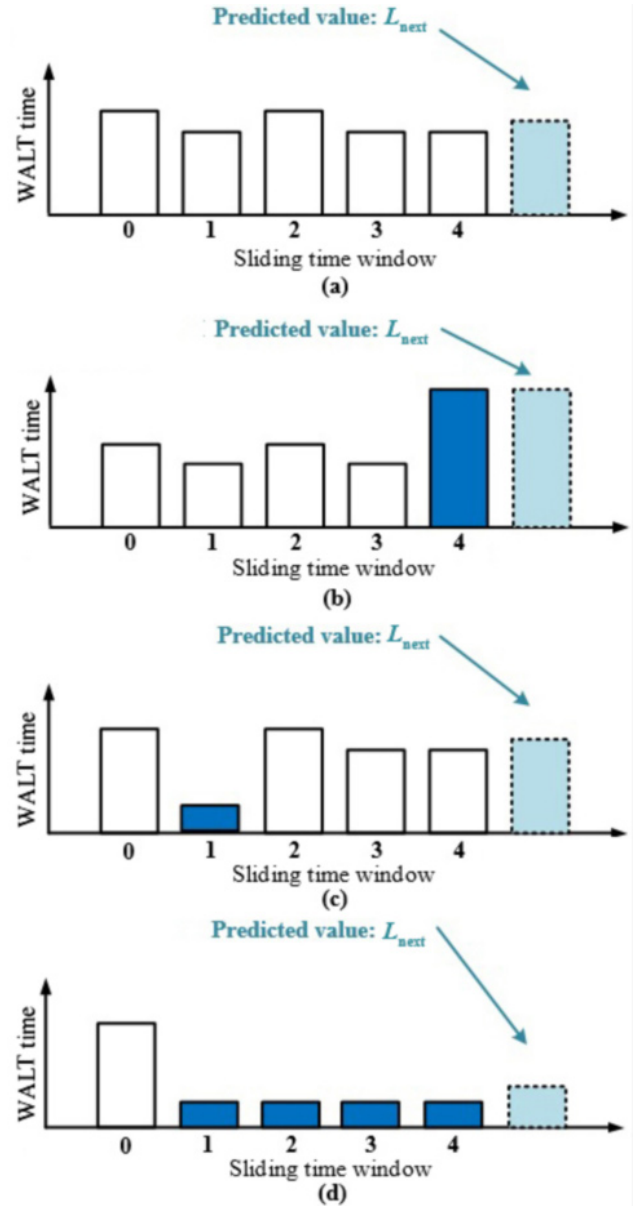 Predicted value: Lnext
WALT time
0 1 2 3 4
Sliding time window
(a)
Predicted value: Lnext
WALT time
0 1 2 3 4
Sliding time window
(b)
Predicted value: Lnext
WALT time
0 1 2 3 4
Sliding time window
(c)
Predicted value: Lnext
WALT time
0 1 2 3 4
Sliding time window
(d)